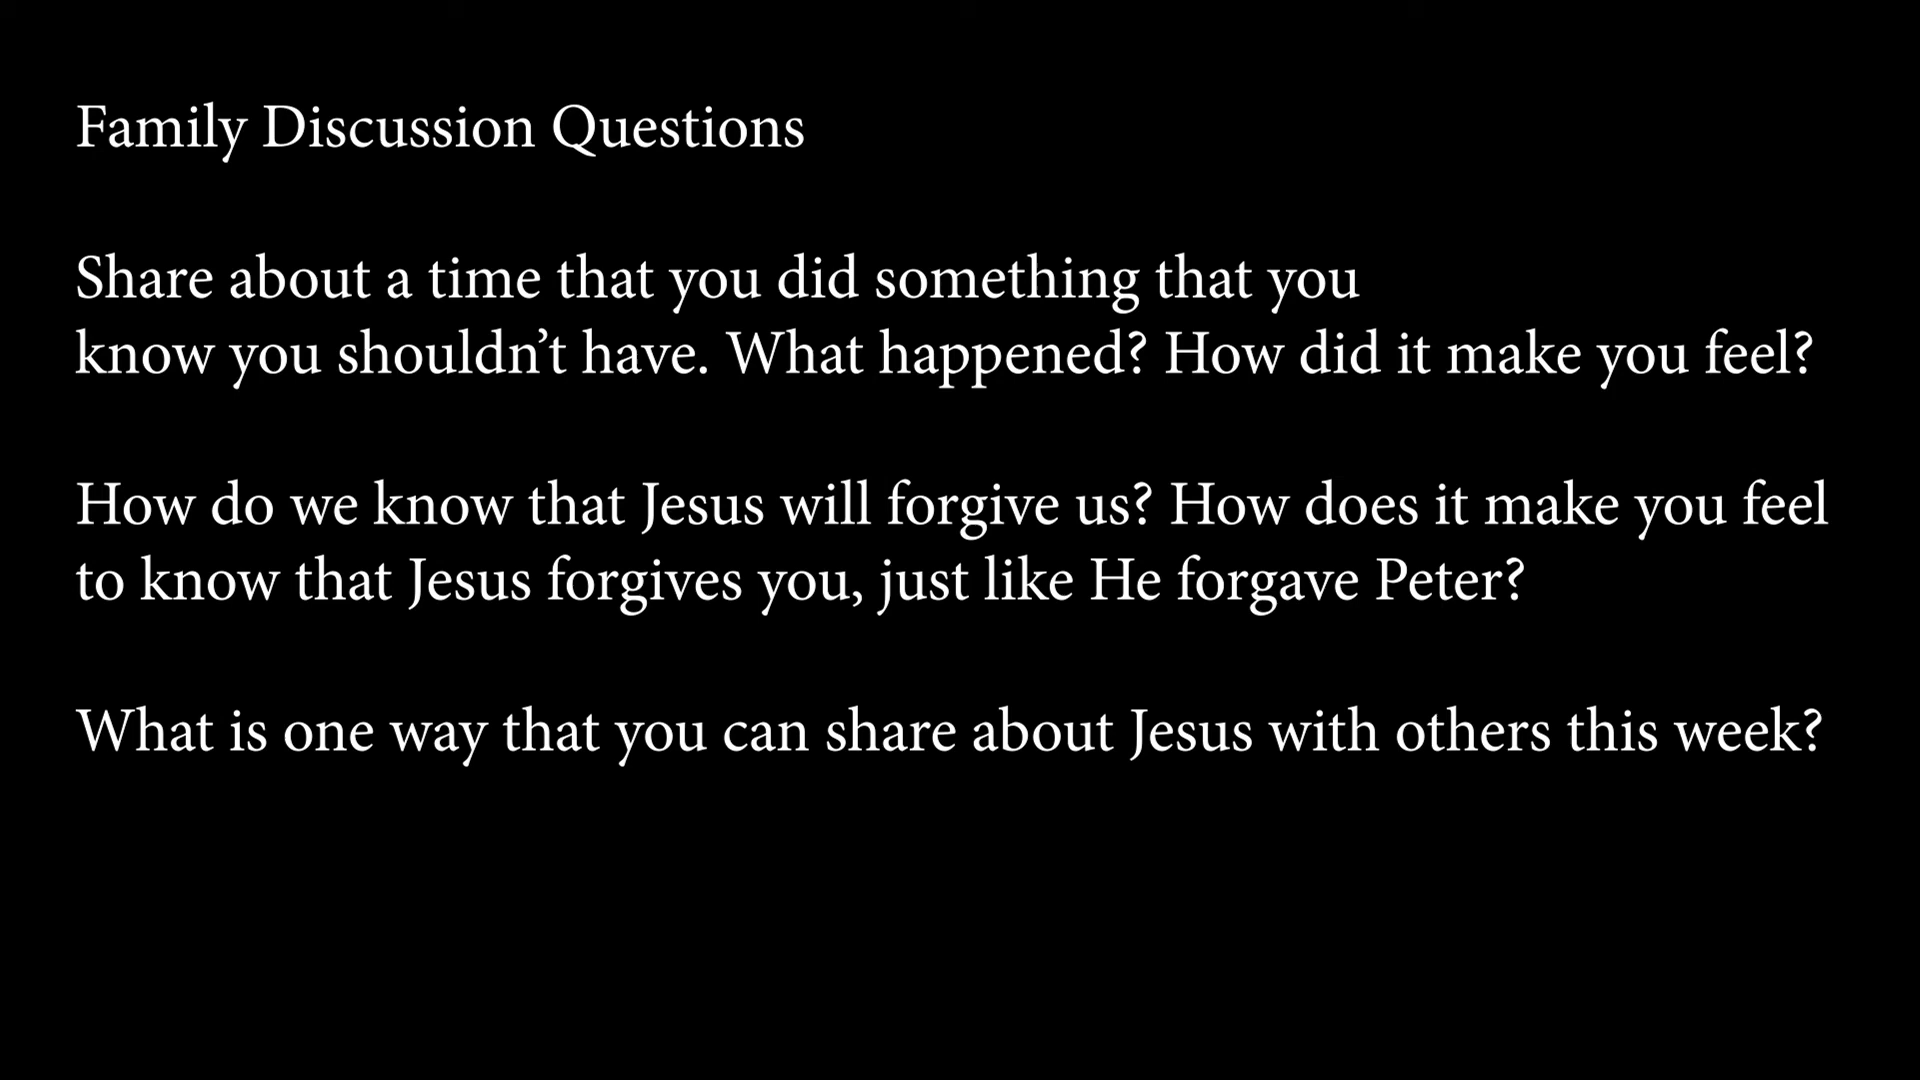 Family Discussion Questions
Share about a time that you did something that you
know you shouldn’t have. What happened? How did it make you feel?
How do we know that Jesus will forgive us? How does it make you feel
to know that Jesus forgives you, just like He forgave Peter?
What is one way that you can share about Jesus with others this week?